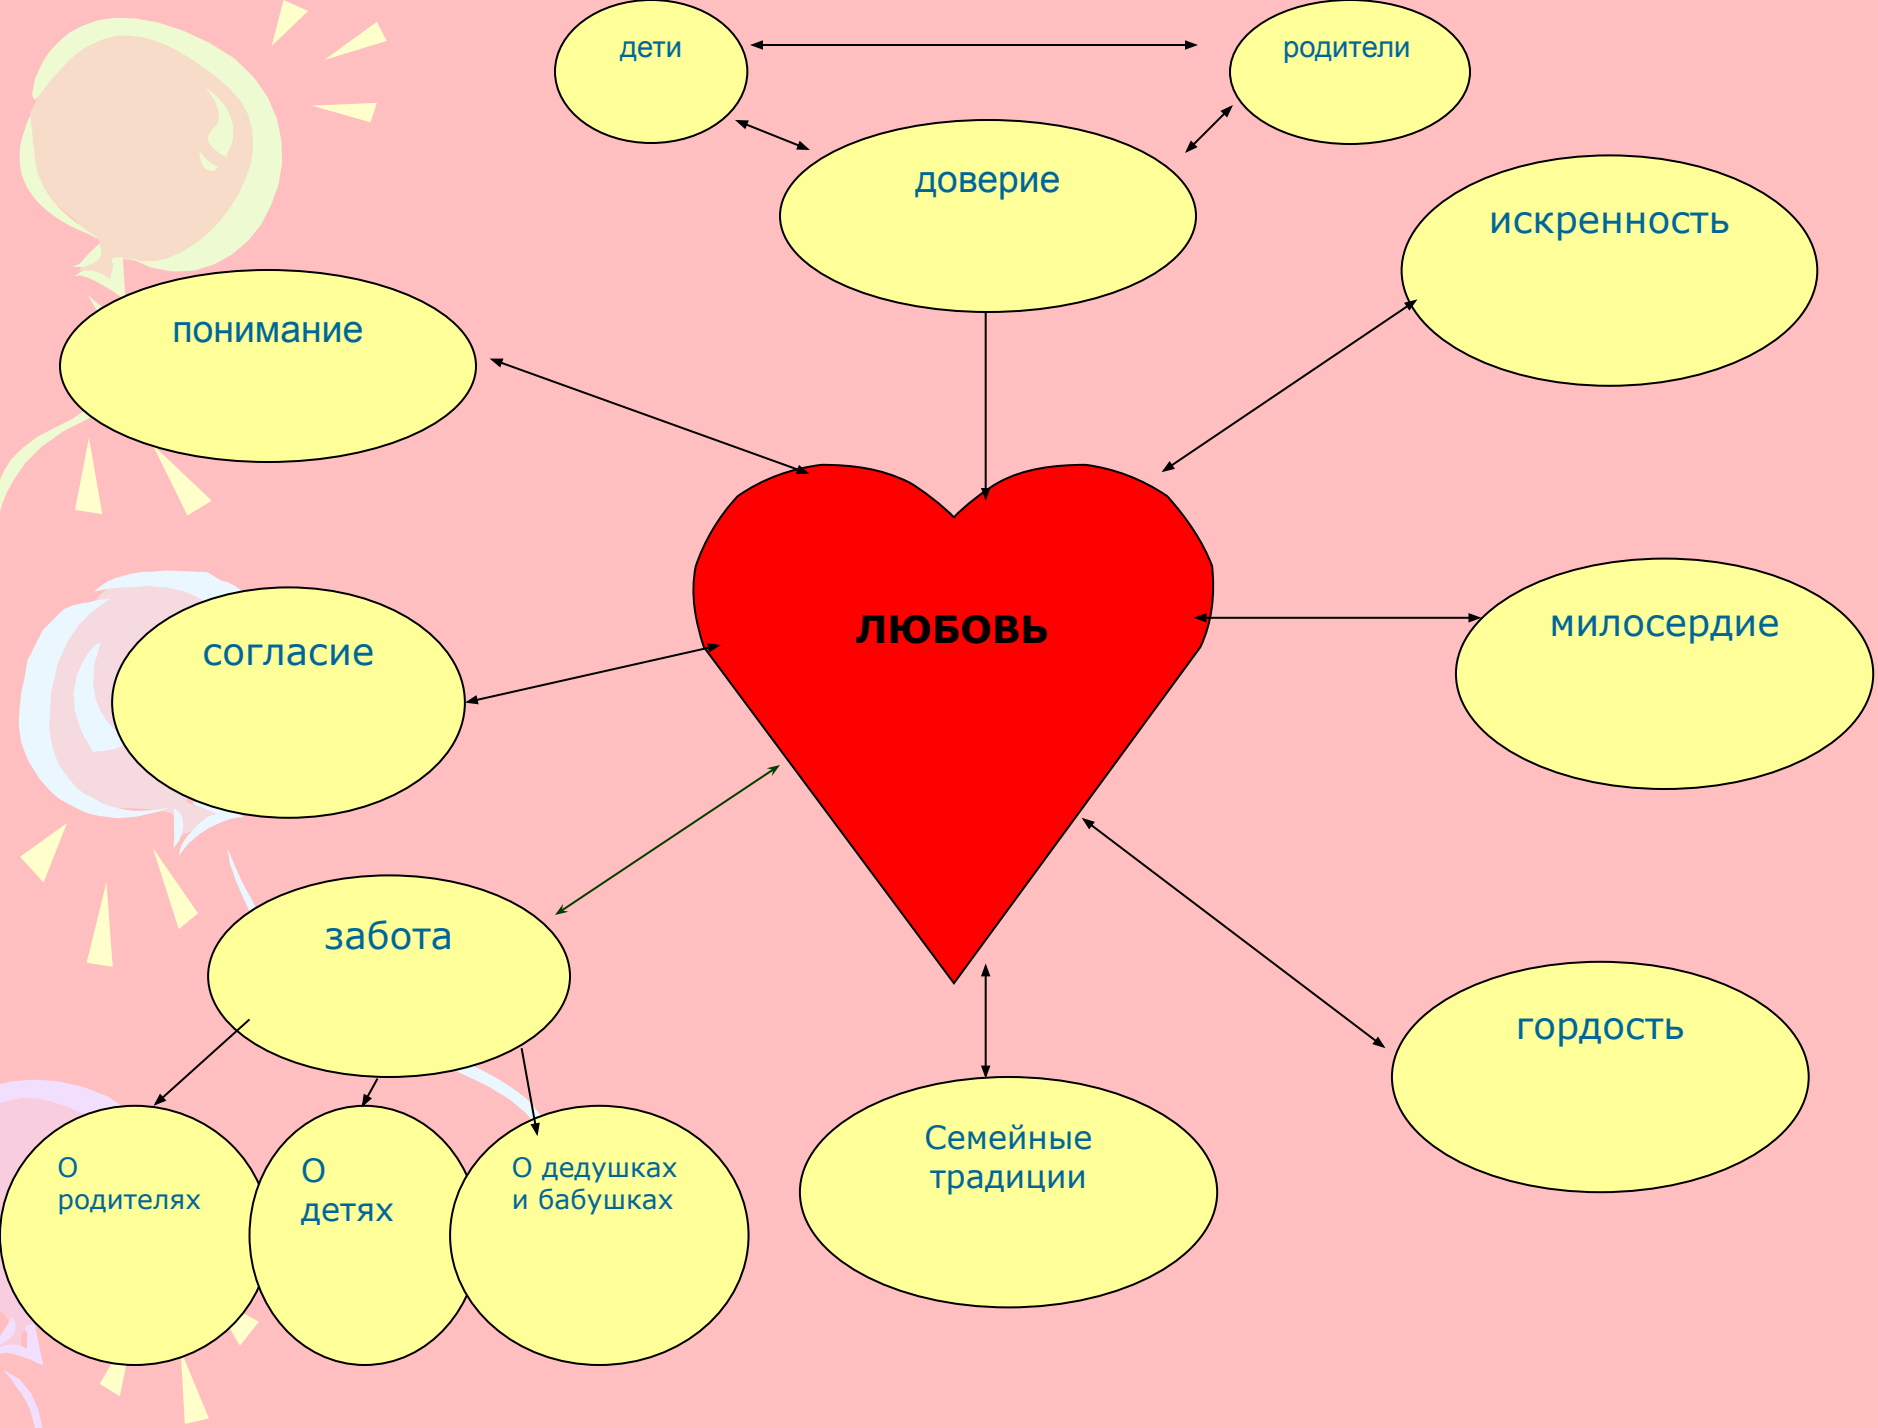 дети
родители
доверие
искренность
понимание
ЛЮБОВЬ
милосердие
согласие
забота
гордость
Семейные
традиции
О
родителях
О
детях
О дедушках
и бабушках